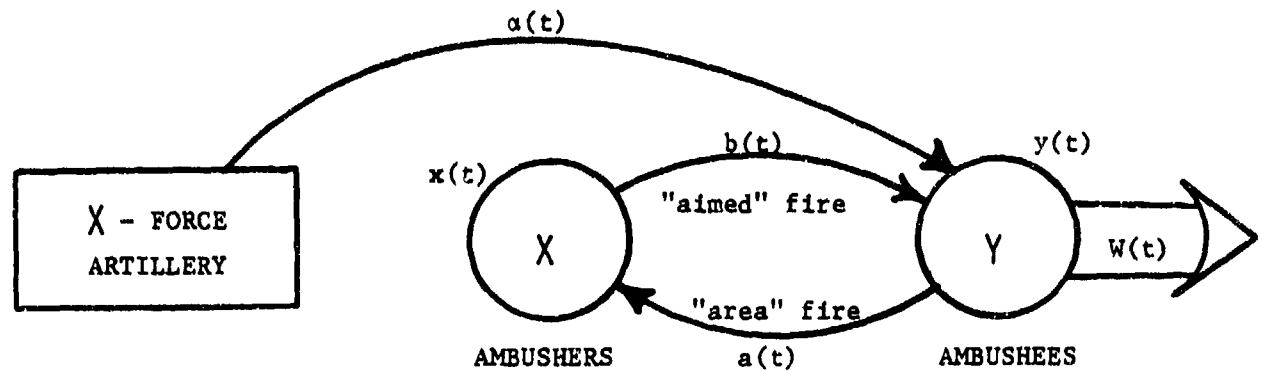 α(t)
b(t)
y(t)
x(t)
"aimed" fire
X - FORCE
ARTILLERY
X
Y
W(t)
"area" fire
AMBUSHERS
a(t)
AMBUSHEES